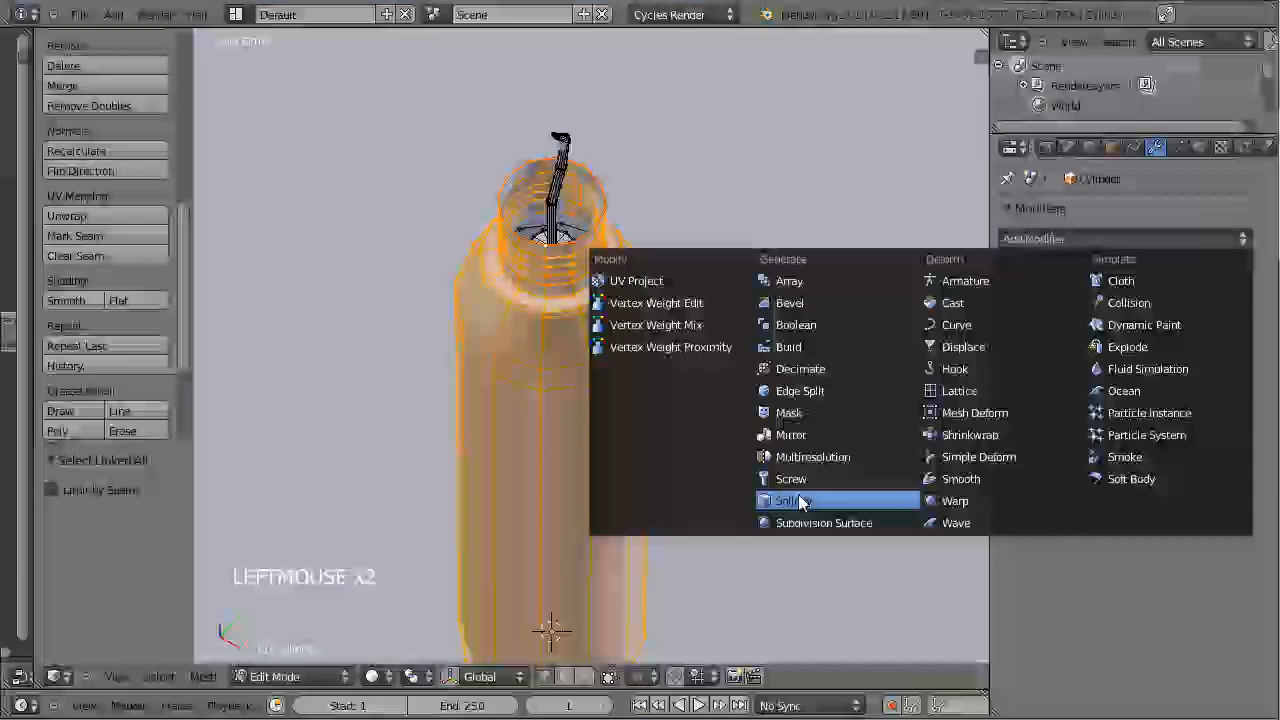 File Add Render Help Default Scene Cycles Render
Remove:
Delete
Merge
Remove Doubles
Normals:
Recalculate
Flip Direction
UV Mapping:
Unwrap
Mark Seam
Clear Seam
Shading:
Smooth Flat
Repeat:
Repeat Last
History...
Grease Pencil:
Draw Line
Poly Erase
Select Linked All
Limit by Seams
LEFTMOUSE x2
View Search All Scenes
Scene
RenderLayers
World
Cylinder
Modifiers
Add Modifier
Modify Generate Deform Simulate
UV Project Array Armature Cloth
Vertex Weight Edit Bevel Cast Collision
Vertex Weight Mix Boolean Curve Dynamic Paint
Vertex Weight Proximity Build Displace Explode
Decimate Hook Fluid Simulation
Edge Split Lattice Ocean
Mask Mesh Deform Particle Instance
Mirror Shrinkwrap Particle System
Multiresolution Simple Deform Smoke
Screw Smooth Soft Body
Warp
Subdivision Surface Wave
View Select Mesh Edit Mode Global
View Marker Frame Playback Start: 1 End: 250 1 No Sync